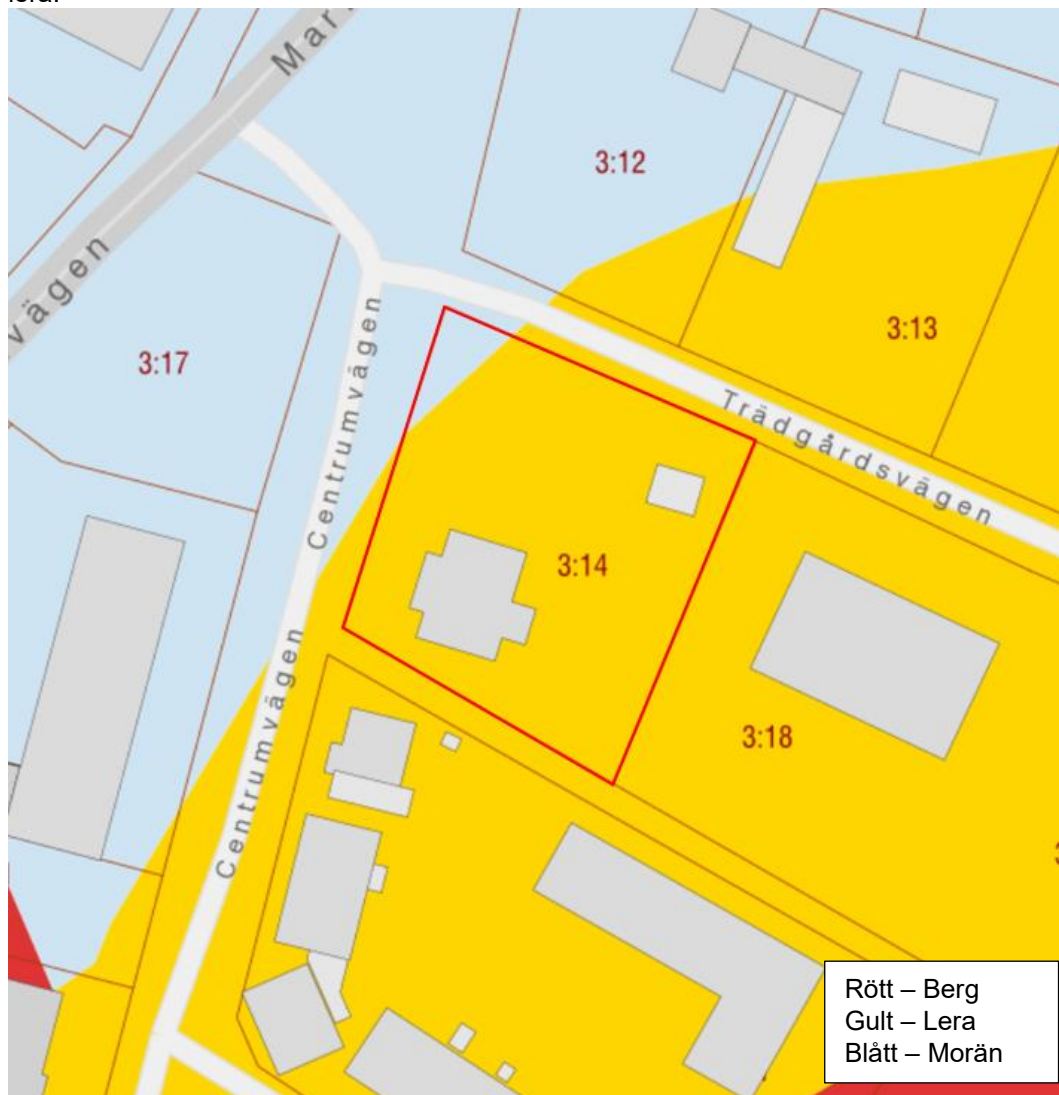 Mar
vägen
3:12
3:13
3:17
Centrumvägen
Trädgårdsvägen
3:14
Centrumvägen
3:18
Rött – Berg
Gult – Lera
Blått – Morän